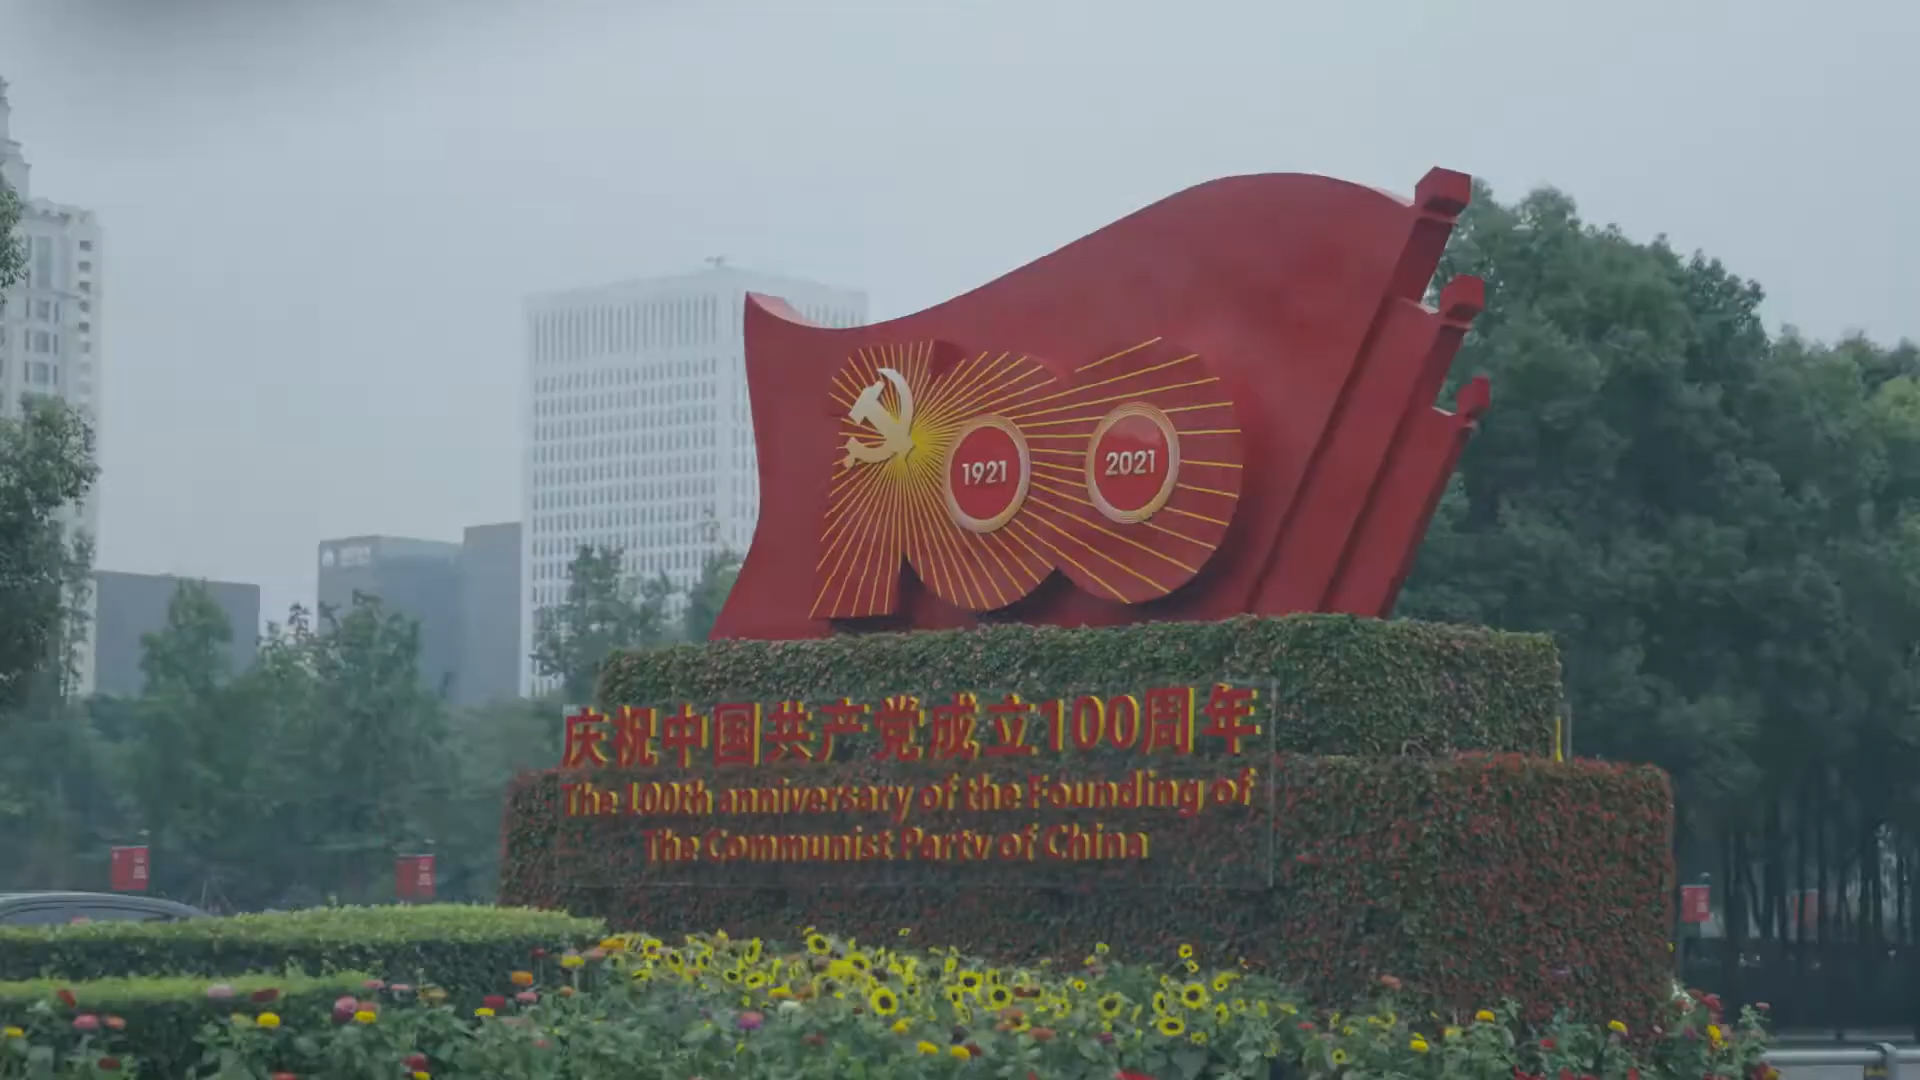 1921
2021
庆祝中国共产党成立100周年
The 100th anniversary of the Founding of
The Communist Party of China